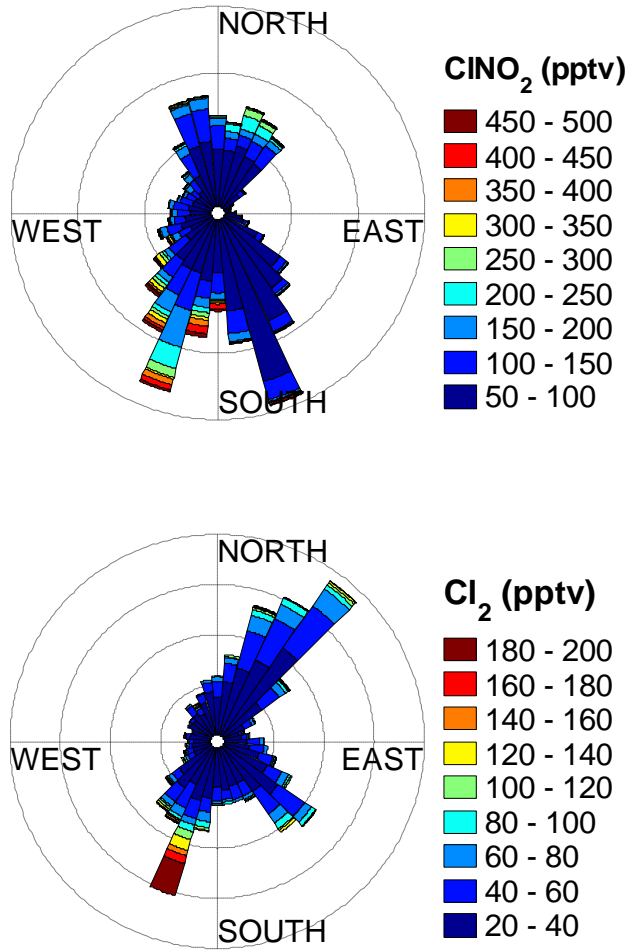 NORTH
WEST
EAST
SOUTH
ClNO2 (pptv)
450 - 500
400 - 450
350 - 400
300 - 350
250 - 300
200 - 250
150 - 200
100 - 150
50 - 100
NORTH
WEST
EAST
SOUTH
Cl2 (pptv)
180 - 200
160 - 180
140 - 160
120 - 140
100 - 120
80 - 100
60 - 80
40 - 60
20 - 40